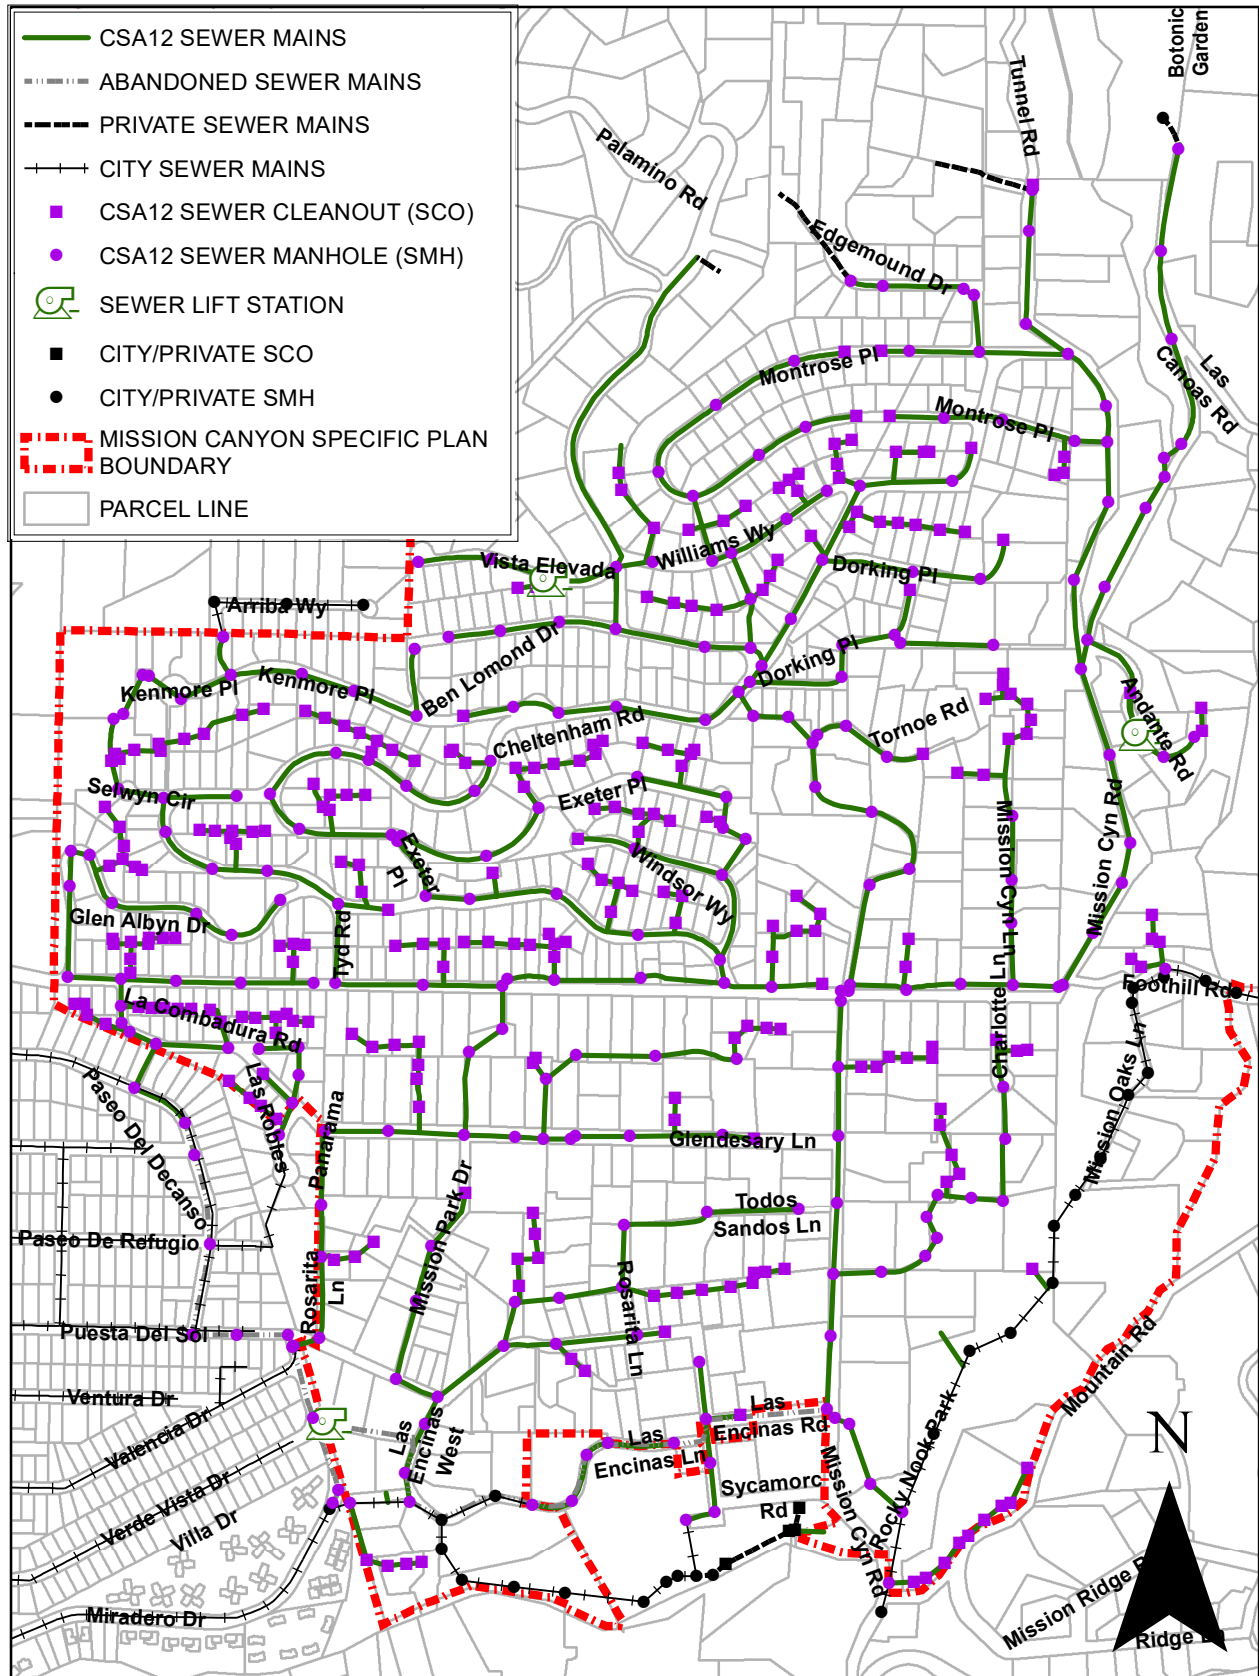 CSA12 SEWER MAINS
ABANDONED SEWER MAINS
PRIVATE SEWER MAINS
CITY SEWER MAINS
CSA12 SEWER CLEANOUT (SCO)
CSA12 SEWER MANHOLE (SMH)
SEWER LIFT STATION
CITY/PRIVATE SCO
CITY/PRIVATE SMH
MISSION CANYON SPECIFIC PLAN
BOUNDARY
PARCEL LINE
Botonic
Garden
Tunnel Rd
Palamino Rd
Edgemound Dr
Las
Canoas Rd
Montrose Pl
Montrose Pl
Williams Wy
Vista Elevada
Dorking Pl
Arriba Wy
Ben Lomond Dr
Dorking Pl
Kenmore Pl
Kenmore Pl
Andante Rd
Tornoe Rd
Cheltenham Rd
Selwyn Cir
Exeter Pl
Mission Cyn Ln
Mission Cyn Rd
Exeter
Pl
Windsor Wy
Glen Albyn Dr
Tyd Rd
Foothill Rd
La Combadura Rd
Charlotte Ln
Mission Oaks Ln
Las Robles
Paseo Del Decanso
Panarama
Glendesary Ln
Mission Park Dr
Todos
Sandos Ln
Paseo De Refugio
Rosarita
Ln
Rosarita Ln
Puesta Del Sol
Mountain Rd
Ventura Dr
Valencia Dr
Las
Encinas
West
Las
Encinas Rd
Las
Encinas Ln
Rocky Nook Park
N
Verde Vista Dr
Villa Dr
Sycamorc
Rd
Mission Cyn Rd
Miradero Dr
Mission Ridge
Ridge